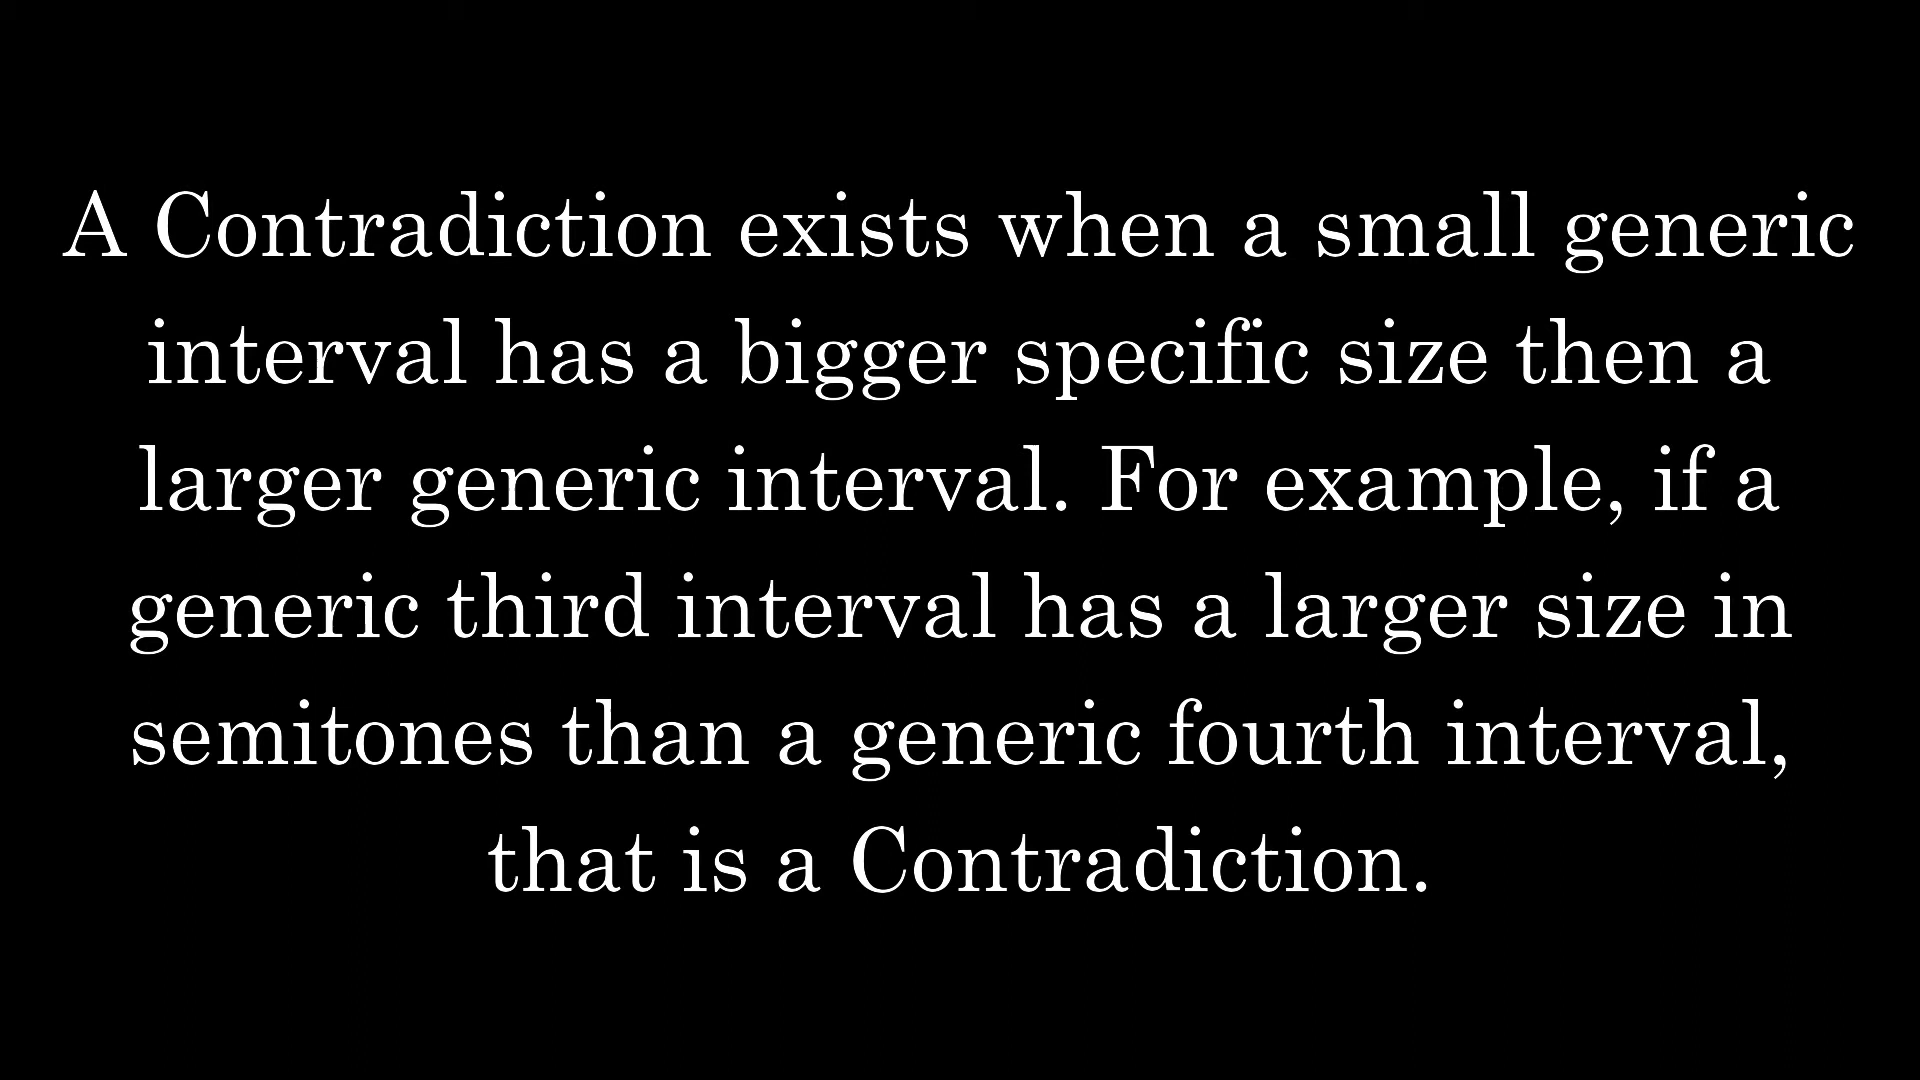 A Contradiction exists when a small generic
interval has a bigger specific size then a
larger generic interval. For example, if a
generic third interval has a larger size in
semitones than a generic fourth interval,
that is a Contradiction.